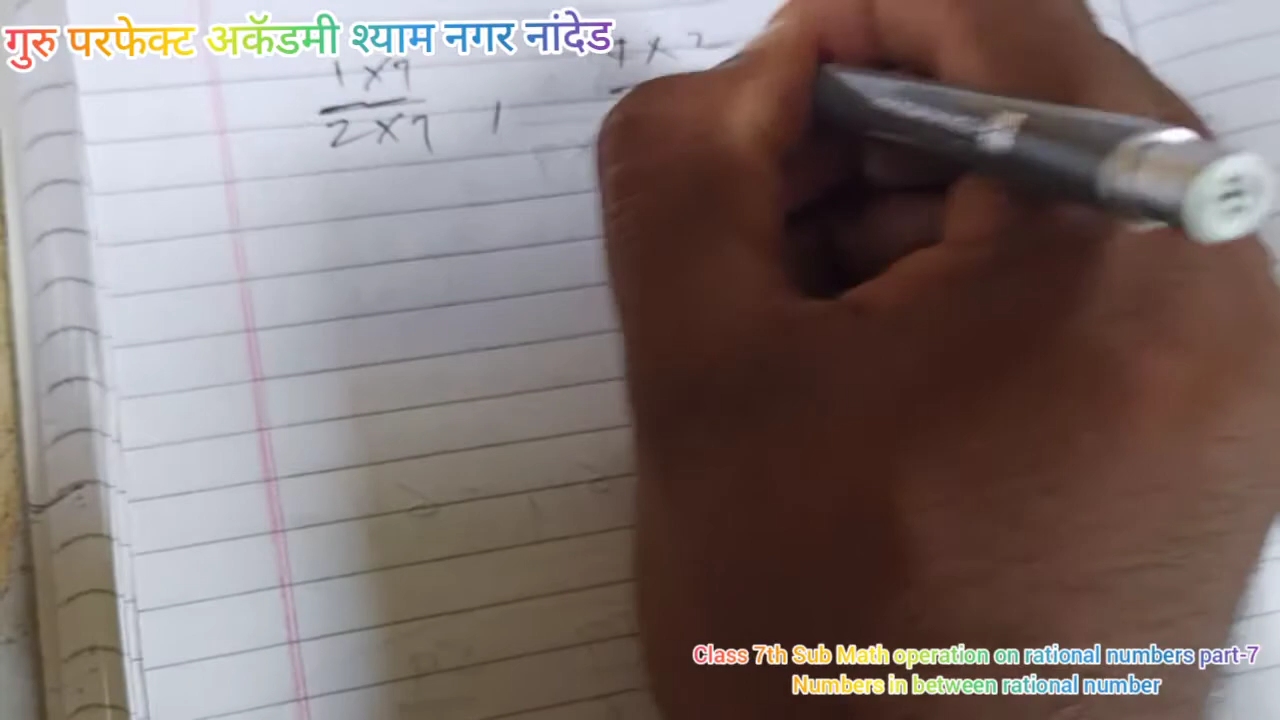 गुरु परफेक्ट अकॅडमी श्याम नगर नांदेड
1 x 7
2 x 7
x 2
Class 7th Sub Math operation on rational numbers part-7
Numbers in between rational number